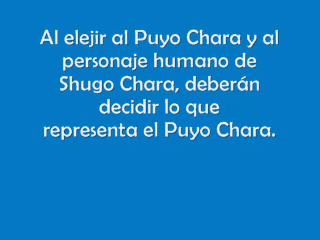 Al elejir al Puyo Chara y al
personaje humano de
Shugo Chara, deberán
decidir lo que
representa el Puyo Chara.